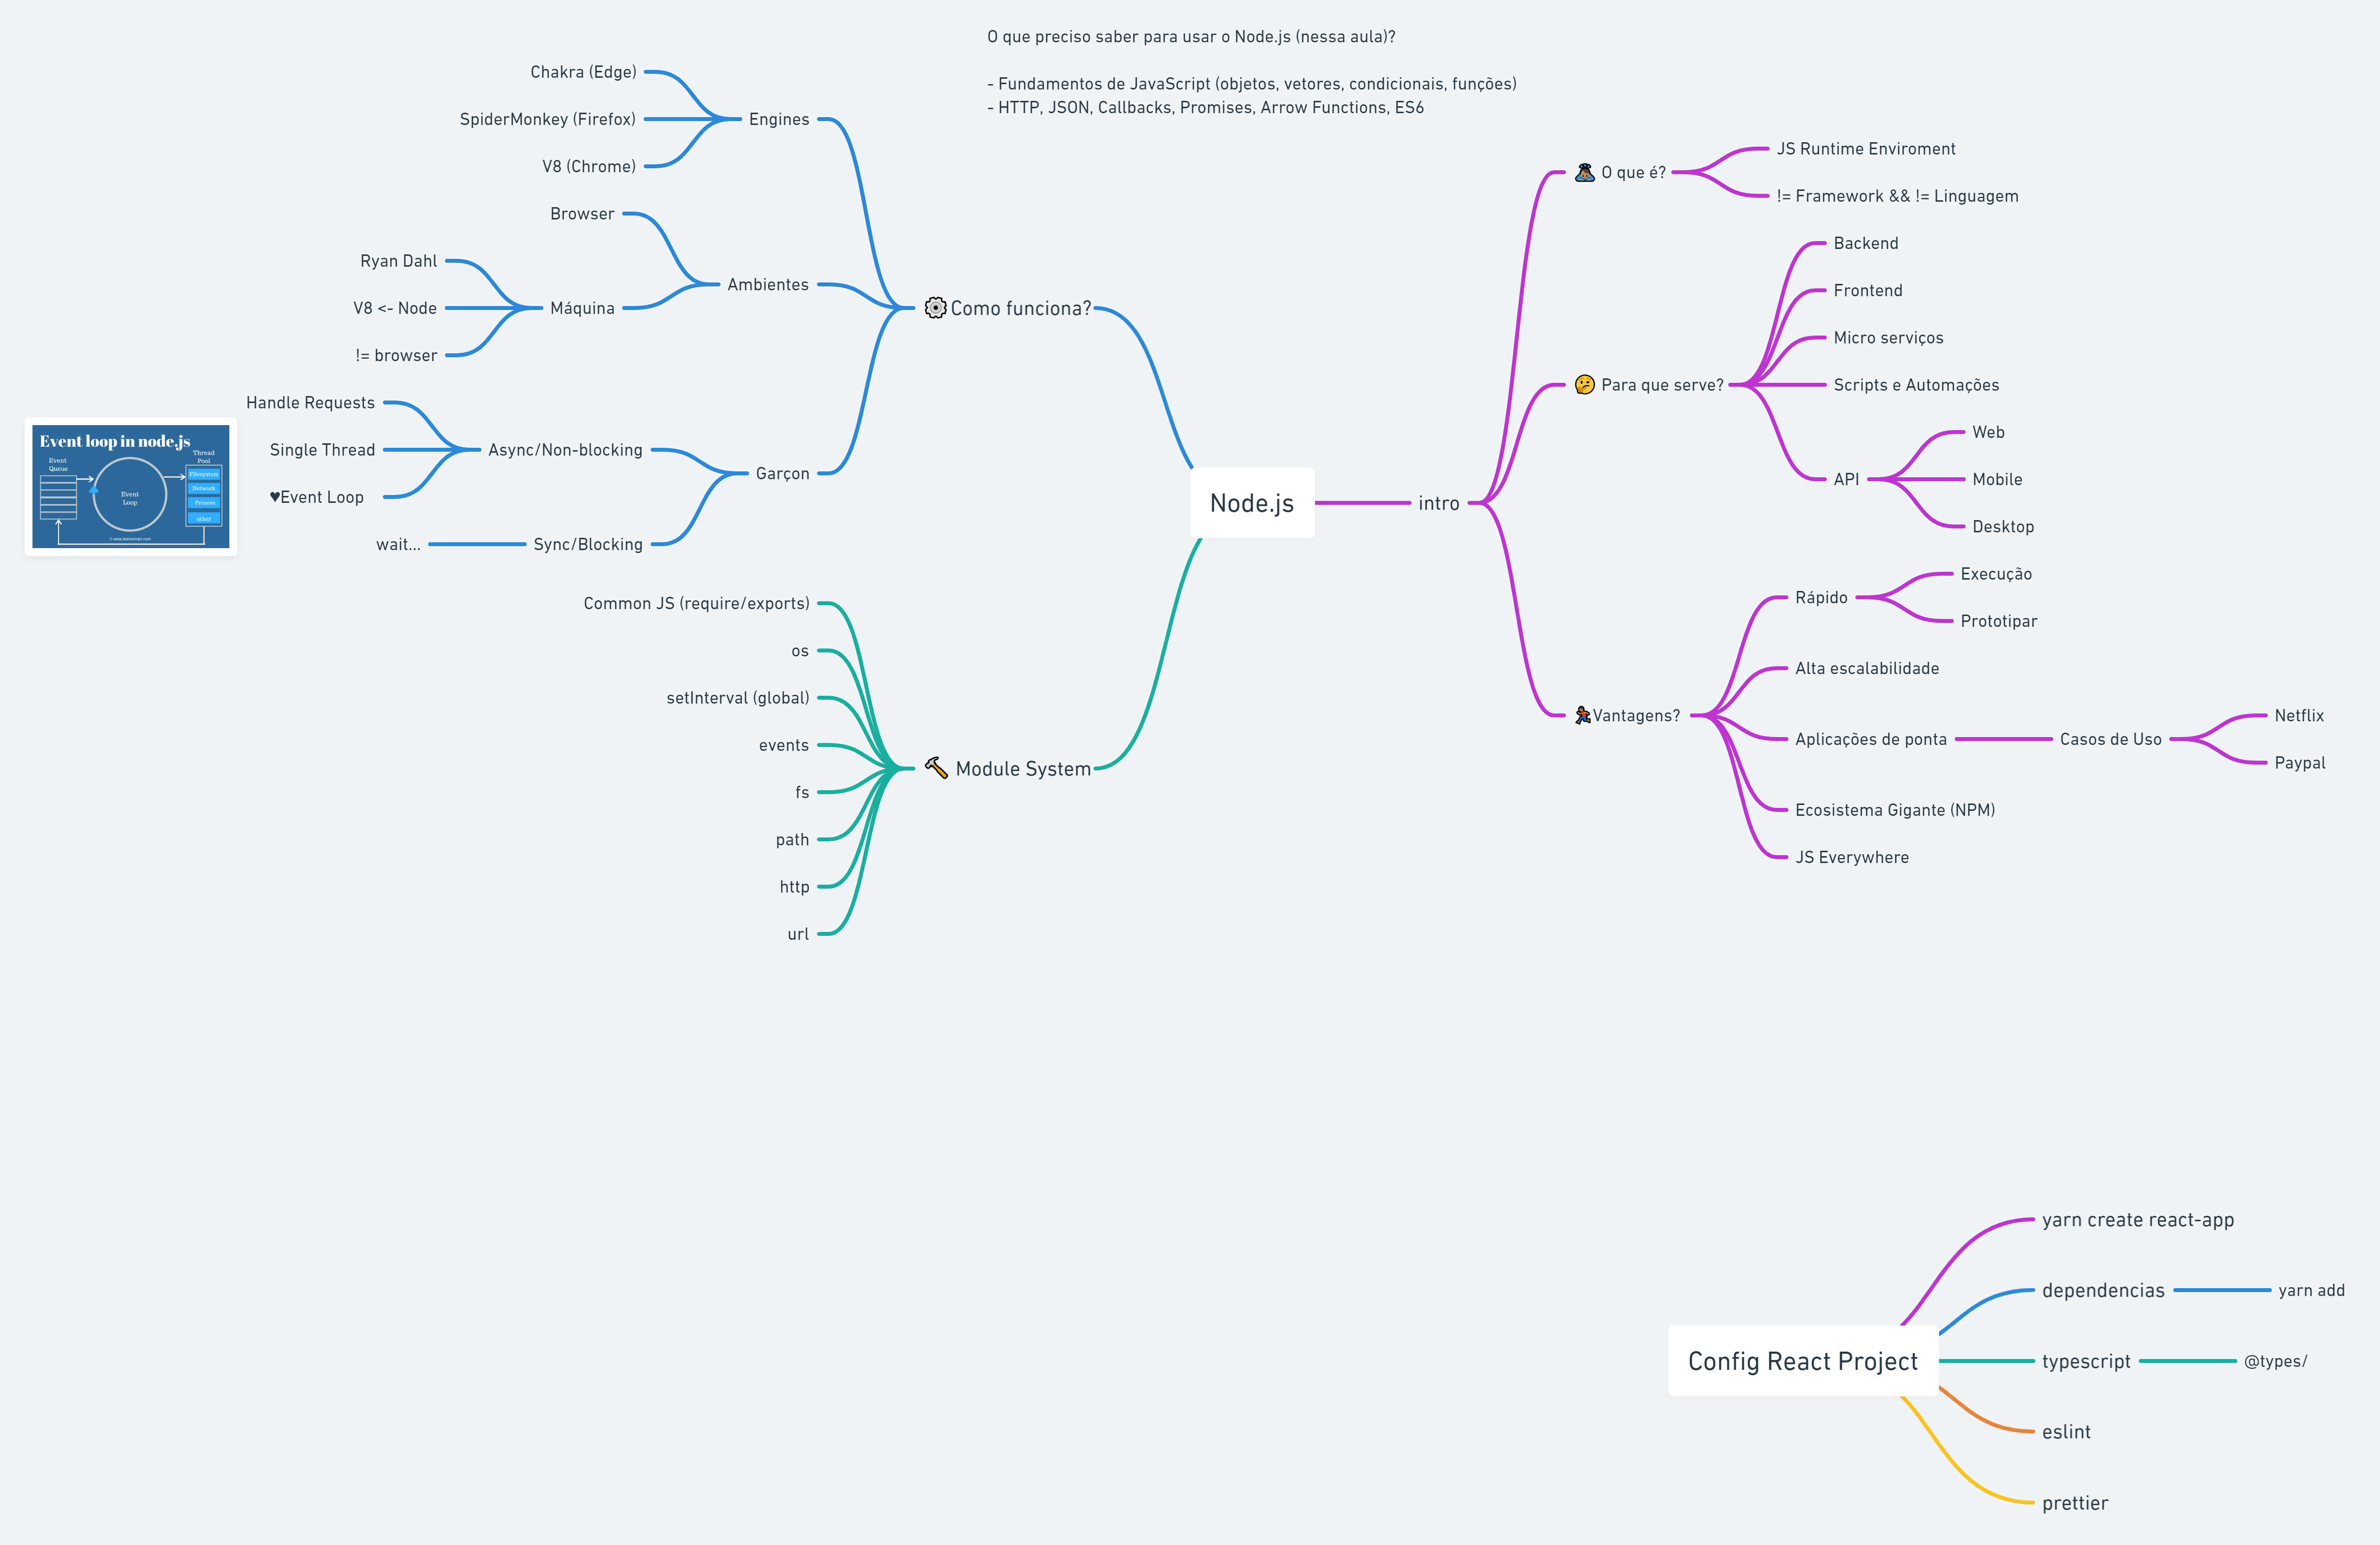 O que preciso saber para usar o Node.js (nessa aula)?
- Fundamentos de JavaScript (objetos, vetores, condicionais, funções)
- HTTP, JSON, Callbacks, Promises, Arrow Functions, ES6
Node.js
Como funciona?
Engines
Chakra (Edge)
SpiderMonkey (Firefox)
V8 (Chrome)
Ambientes
Browser
Máquina
Ryan Dahl
V8 <- Node
!= browser
Garçon
Async/Non-blocking
Handle Requests
Single Thread
♥Event Loop
Event loop in node.js
Event
Queue
Event
Loop
Thread
Pool
Filesystem
Network
Process
other
Sync/Blocking
wait...
Module System
Common JS (require/exports)
os
setInterval (global)
events
fs
path
http
url
intro
O que é?
JS Runtime Enviroment
!= Framework && != Linguagem
Para que serve?
Backend
Frontend
Micro serviços
Scripts e Automações
API
Web
Mobile
Desktop
Vantagens?
Rápido
Execução
Prototipar
Alta escalabilidade
Aplicações de ponta
Casos de Uso
Netflix
Paypal
Ecosistema Gigante (NPM)
JS Everywhere
Config React Project
yarn create react-app
dependencias
yarn add
typescript
@types/
eslint
prettier